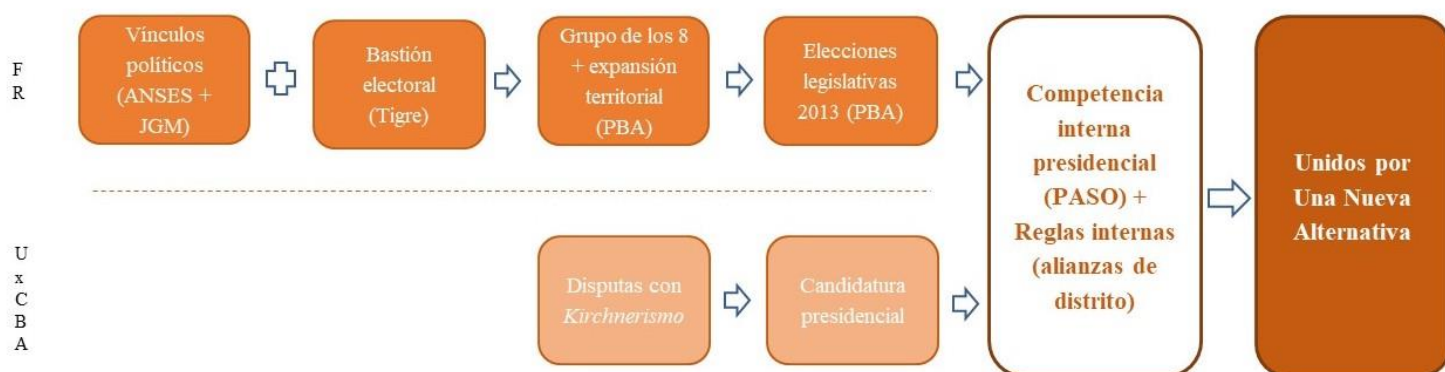 F
R
Vínculos
políticos
(ANSES +
JGM)
Bastión
electoral
(Tigre)
Grupo de los 8
+ expansión
territorial
(PBA)
Elecciones
legislativas
2013 (PBA)
U
x
C
B
A
Disputas con
Kirchnerismo
Candidatura
presidencial
Competencia
interna
presidencial
(PASO) +
Reglas internas
(alianzas de
distrito)
Unidos por
Una Nueva
Alternativa